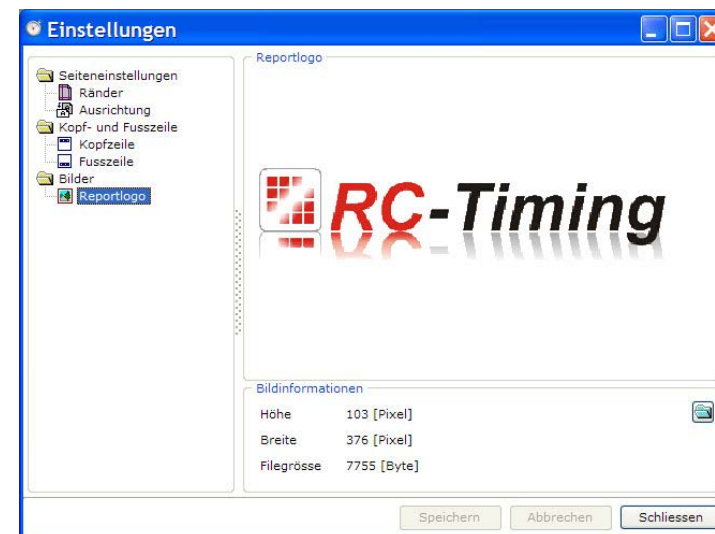 Einstellungen
Seiteneinstellungen
Ränder
Ausrichtung
Kopf- und Fusszeile
Kopfzeile
Fusszeile
Bilder
Reportlogo
Reportlogo
RC-Timing
Bildinformationen
Höhe 103 [Pixel]
Breite 376 [Pixel]
Filegrösse 7755 [Byte]
Speichern Abbrechen Schliessen